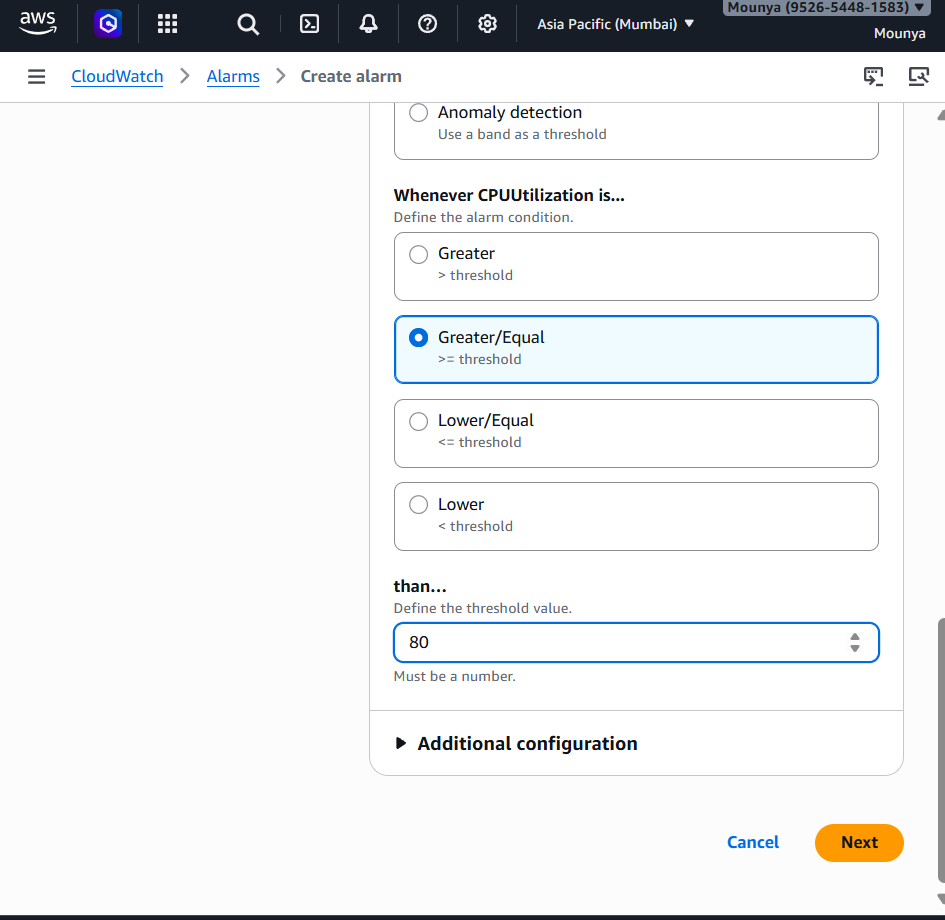 aws
Asia Pacific (Mumbai)
Mounya (9526-5448-1583)
Mounya
CloudWatch
Alarms
Create alarm
Anomaly detection
Use a band as a threshold
Whenever CPUUtilization is...
Define the alarm condition.
Greater
> threshold
Greater/Equal
>= threshold
Lower/Equal
<= threshold
Lower
< threshold
than...
Define the threshold value.
80
Must be a number.
Additional configuration
Cancel
Next